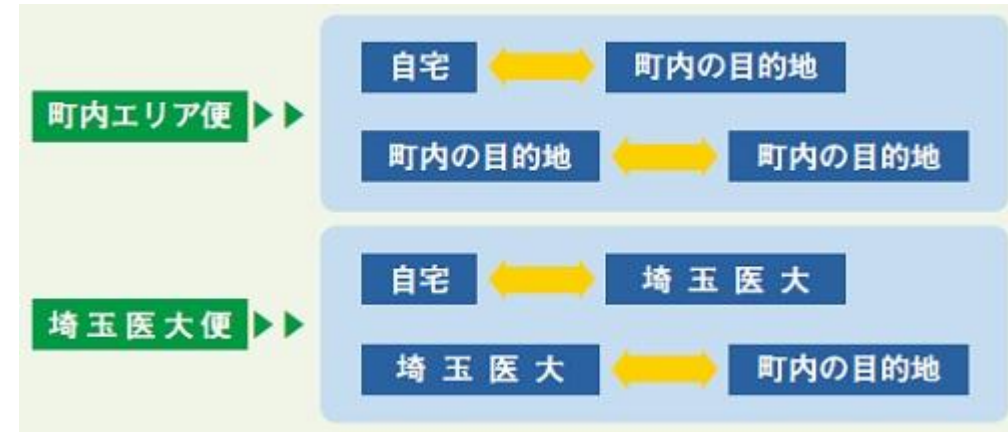 町内エリア便
自宅 町内の目的地
町内の目的地 町内の目的地
埼玉医大便
自宅 埼玉医大
埼玉医大 町内の目的地